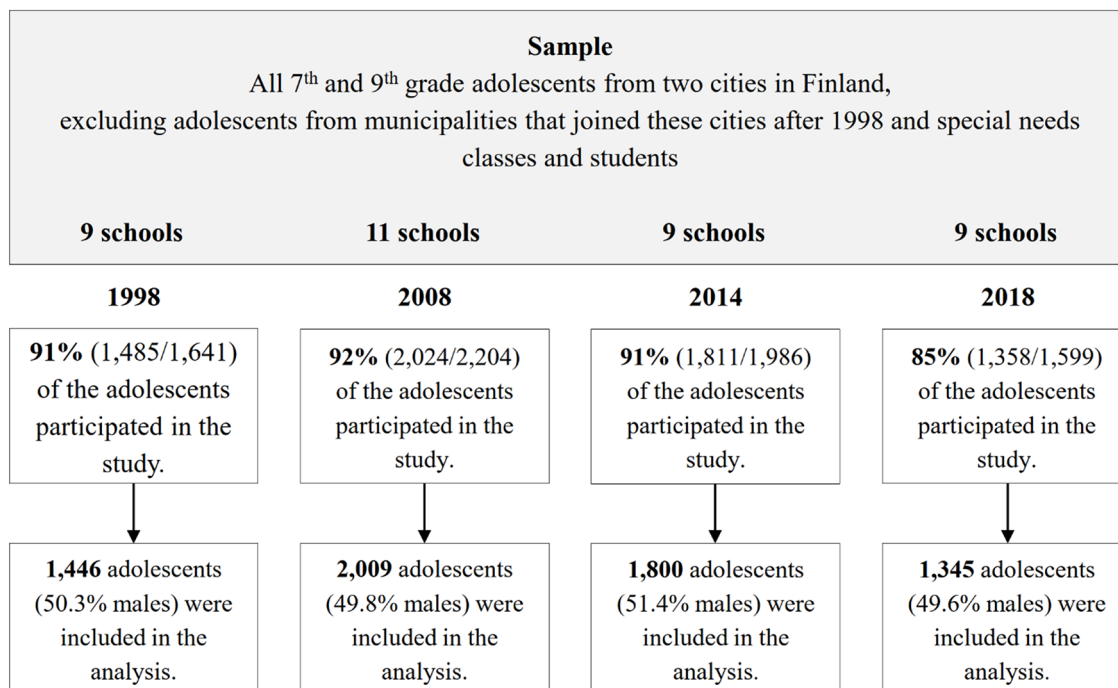 Sample
All 7th and 9th grade adolescents from two cities in Finland,
excluding adolescents from municipalities that joined these cities after 1998 and special needs
classes and students
9 schools
11 schools
9 schools
9 schools
1998
2008
2014
2018
91% (1,485/1,641)
of the adolescents
participated in the
study.
92% (2,024/2,204)
of the adolescents
participated in the
study.
91% (1,811/1,986)
of the adolescents
participated in the
study.
85% (1,358/1,599)
of the adolescents
participated in the
study.
1,446 adolescents
(50.3% males) were
included in the
analysis.
2,009 adolescents
(49.8% males) were
included in the
analysis.
1,800 adolescents
(51.4% males) were
included in the
analysis.
1,345 adolescents
(49.6% males) were
included in the
analysis.